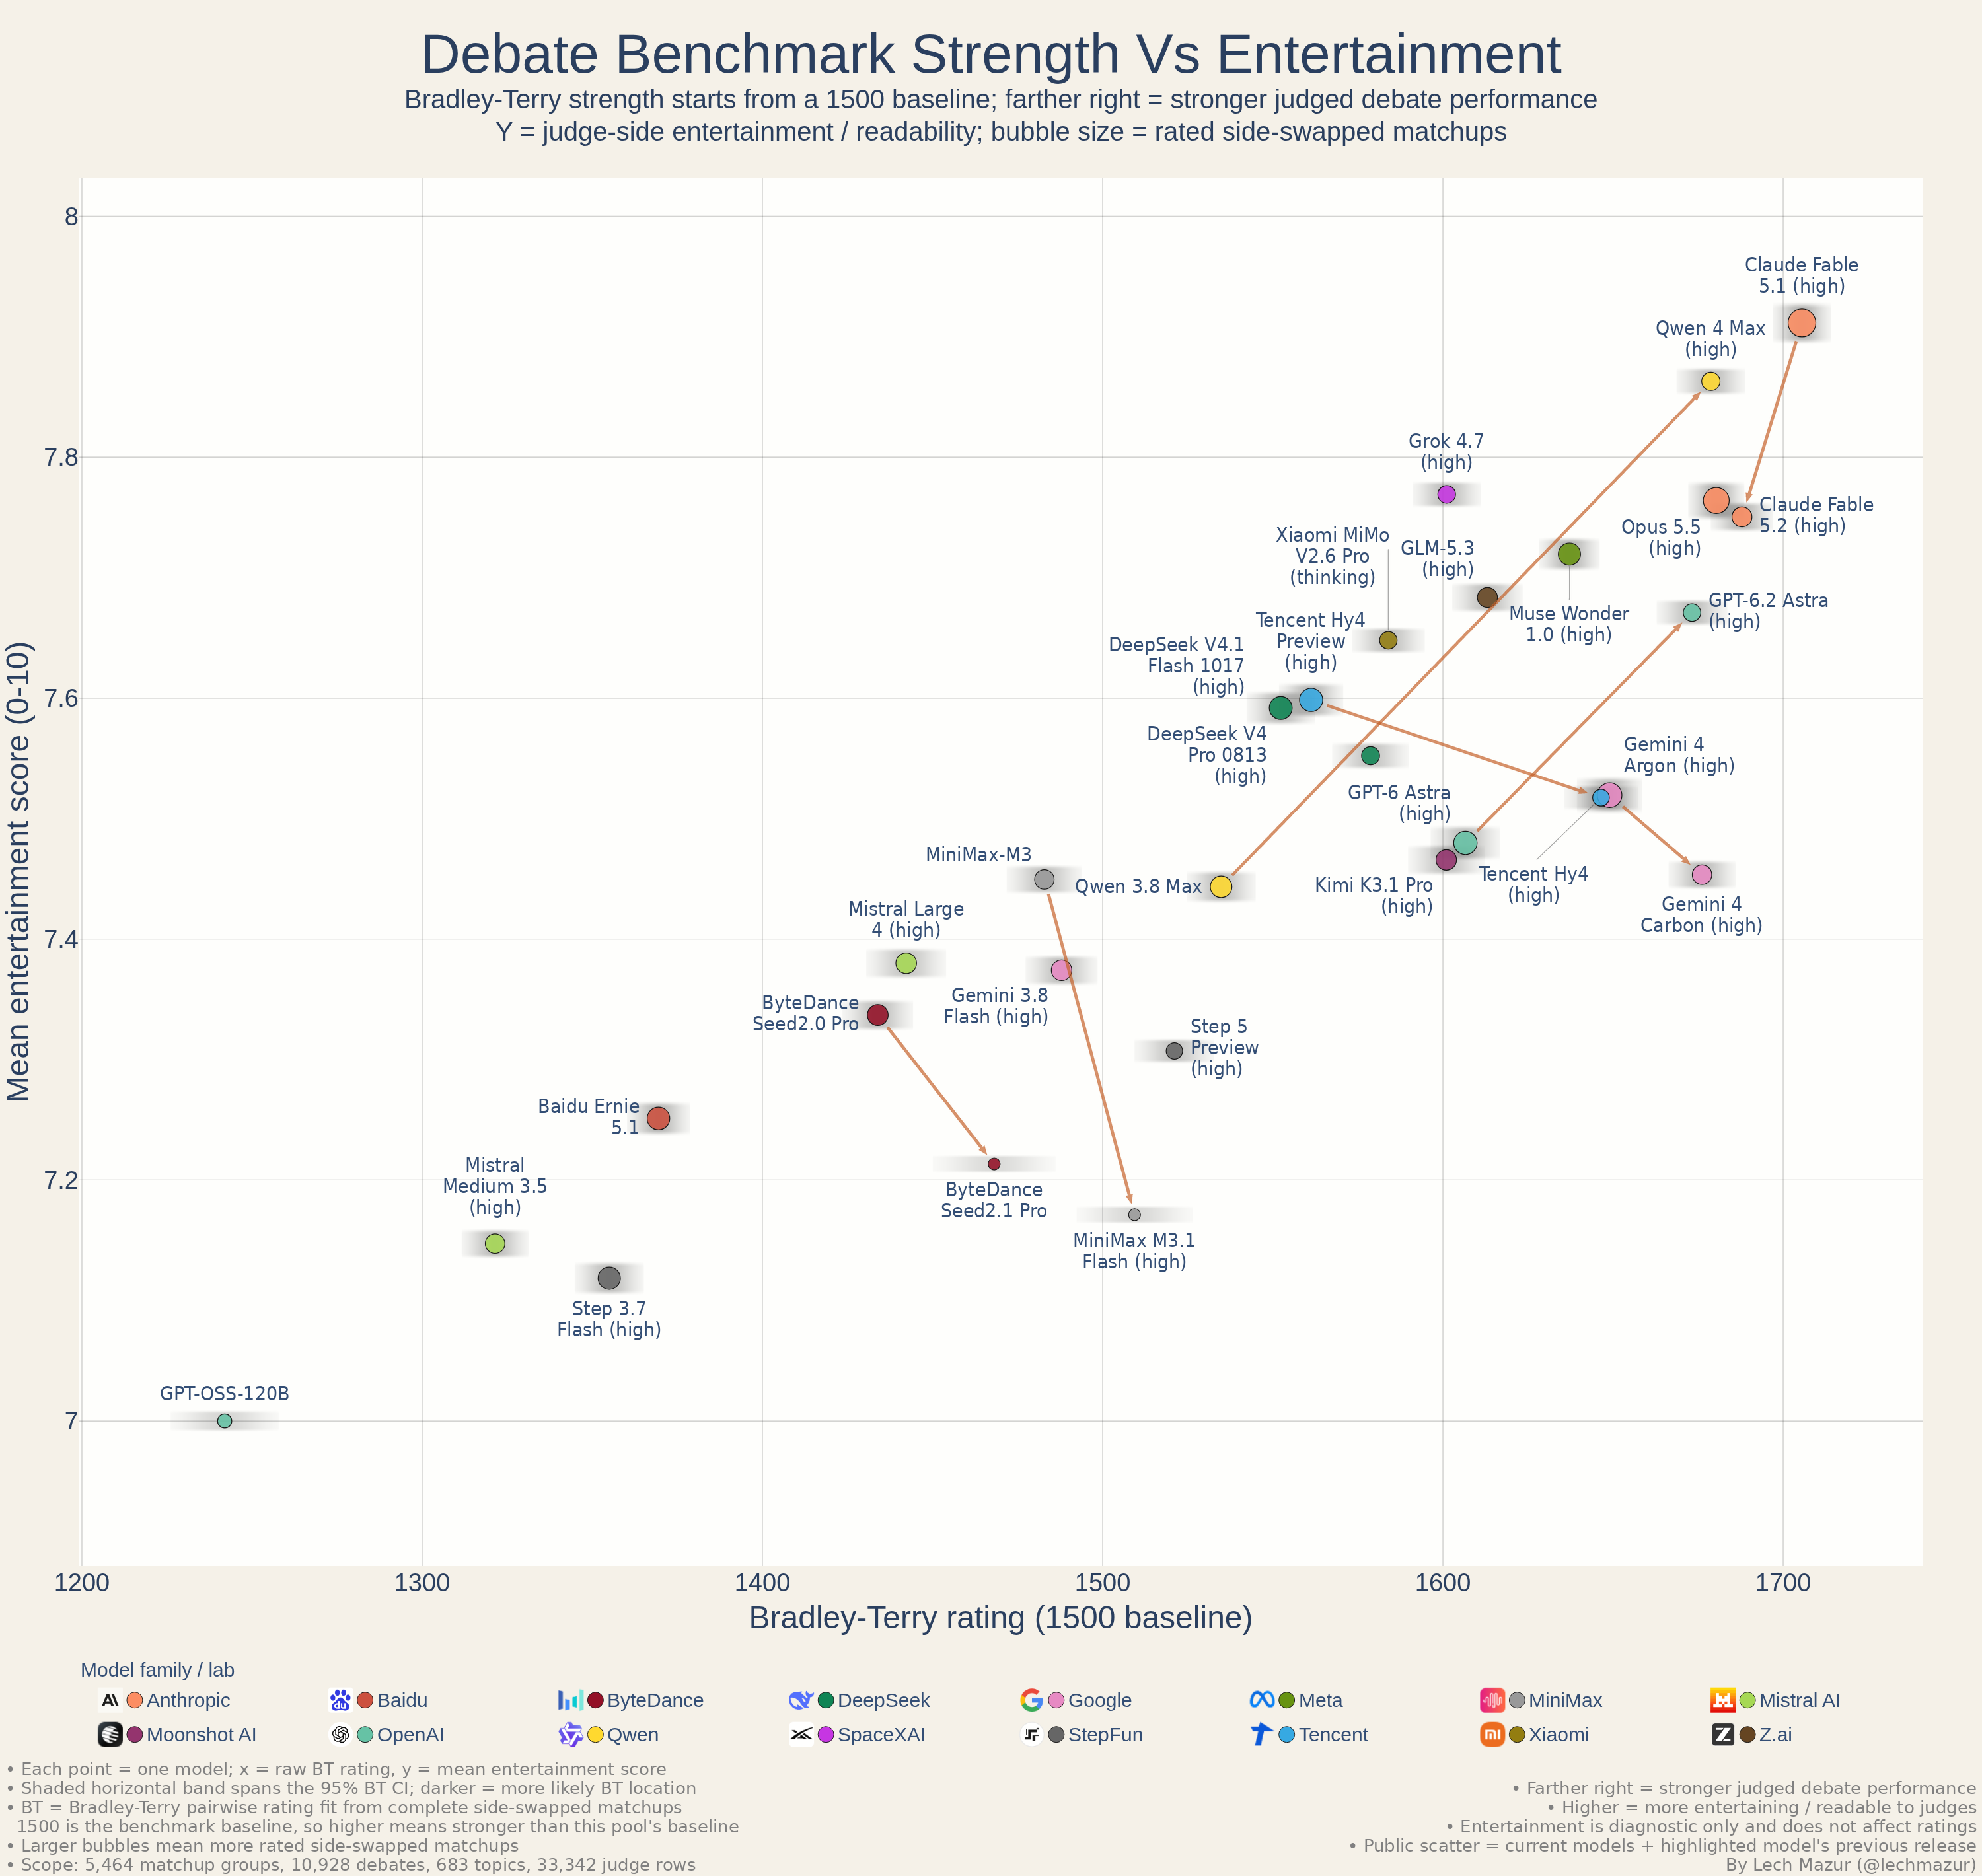 Debate Benchmark Strength Vs Entertainment
Bradley-Terry strength starts from a 1500 baseline; farther right = stronger judged debate performance
Y = judge-side entertainment / readability; bubble size = rated side-swapped matchups
Mean entertainment score (0-10)
8
7.8
7.6
7.4
7.2
7
Claude Fable
5.1 (high)
Qwen 4 Max
(high)
Grok 4.7
(high)
Claude Fable
5.2 (high)
Opus 5.5
(high)
Xiaomi MiMo
V2.6 Pro
(thinking)
GLM-5.3
(high)
Muse Wonder
1.0 (high)
GPT-6.2 Astra
(high)
Tencent Hy4
Preview
(high)
DeepSeek V4.1
Flash 1017
(high)
DeepSeek V4
Pro 0813
(high)
Gemini 4
Argon (high)
GPT-6 Astra
(high)
MiniMax-M3
Qwen 3.8 Max
Kimi K3.1 Pro
(high)
Tencent Hy4
(high)
Gemini 4
Carbon (high)
Mistral Large
4 (high)
Gemini 3.8
Flash (high)
ByteDance
Seed2.0 Pro
Step 5
Preview
(high)
Baidu Ernie
5.1
Mistral
Medium 3.5
(high)
ByteDance
Seed2.1 Pro
MiniMax M3.1
Flash (high)
Step 3.7
Flash (high)
GPT-OSS-120B
1200
1300
1400
1500
1600
1700
Bradley-Terry rating (1500 baseline)
Model family / lab
Anthropic
du
Baidu
ByteDance
DeepSeek
Google
Meta
MiniMax
Mistral AI
Moonshot AI
OpenAI
Qwen
SpaceXAI
StepFun
Tencent
Xiaomi
Z.ai
• Each point = one model; x = raw BT rating, y = mean entertainment score
• Shaded horizontal band spans the 95% BT CI; darker = more likely BT location
• BT = Bradley-Terry pairwise rating fit from complete side-swapped matchups
1500 is the benchmark baseline, so higher means stronger than this pool's baseline
• Larger bubbles mean more rated side-swapped matchups
• Scope: 5,464 matchup groups, 10,928 debates, 683 topics, 33,342 judge rows
• Farther right = stronger judged debate performance
• Higher = more entertaining / readable to judges
• Entertainment is diagnostic only and does not affect ratings
• Public scatter = current models + highlighted model's previous release
By Lech Mazur (@lechmazur)